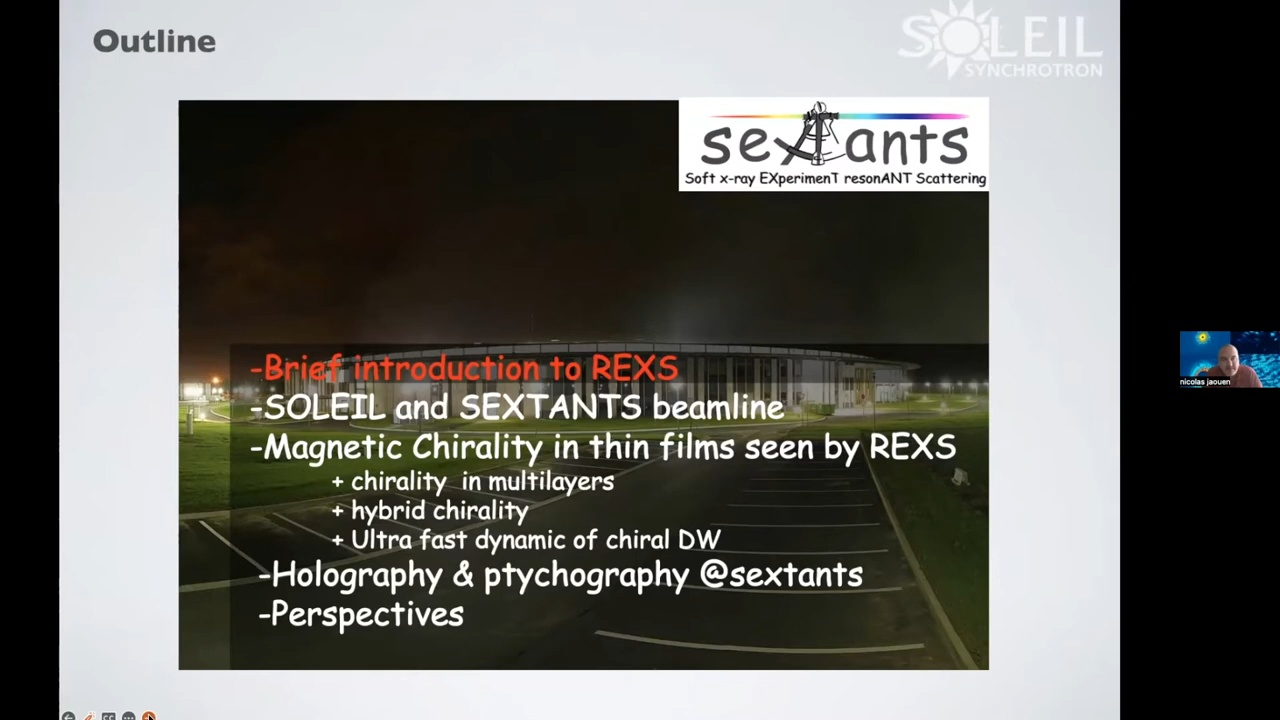 Outline
SOLEIL
SYNCHROTRON
sextants
Soft x-ray EXperimenT resonANT Scattering
-Brief introduction to REXS
-SOLEIL and SEXTANTS beamline
-Magnetic Chirality in thin films seen by REXS
+ chirality in multilayers
+ hybrid chirality
+ Ultra fast dynamic of chiral DW
-Holography & ptychography @sextants
-Perspectives
nicolas jaouen